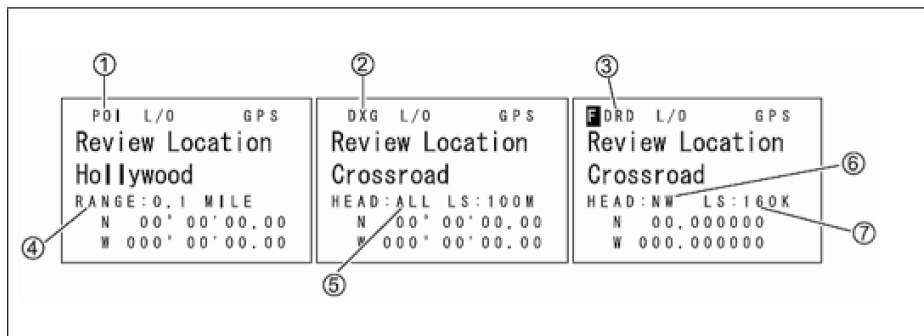 ① ② ③
POI L/O GPS
Review Location
Hollywood
RANGE:0.1 MILE
N 00° 00'00.00
W 000° 00'00.00
④
DXG L/O GPS
Review Location
Crossroad
HEAD:ALL LS:100M
N 00° 00'00.00
W 000° 00'00.00
⑤
F DRD L/O GPS
Review Location
Crossroad
HEAD:NW LS:160K
N 00.000000
W 000.000000
⑥
⑦